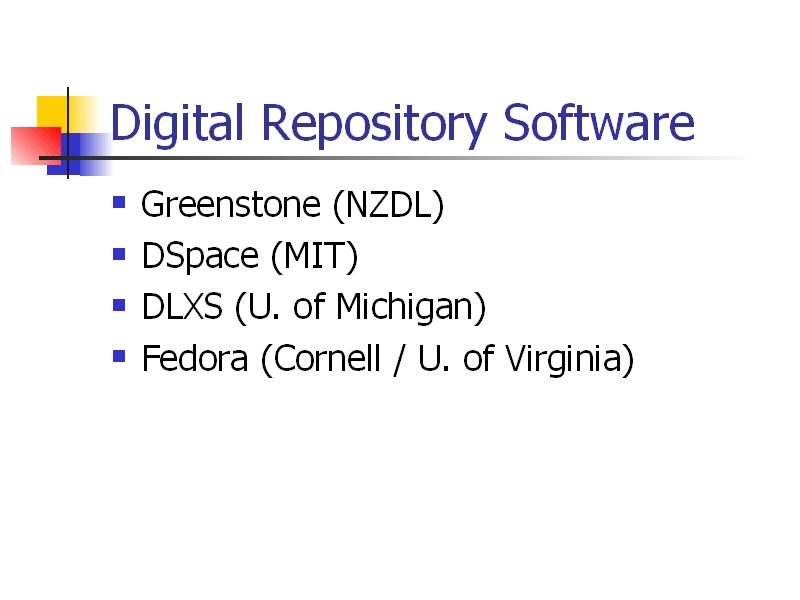 Digital Repository Software
Greenstone (NZDL)
DSpace (MIT)
DLXS (U. of Michigan)
Fedora (Cornell / U. of Virginia)